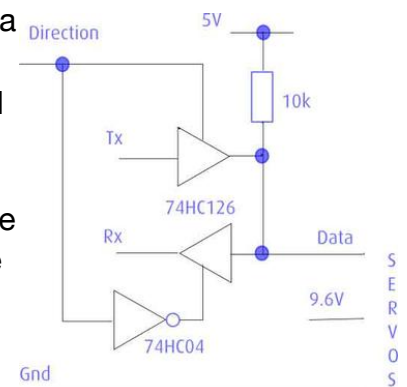 a
Direction
5V
l
10k
Tx
74HC126
e
Rx
Data
e
9.6V
74HC04
Gnd
S
E
R
V
O
S